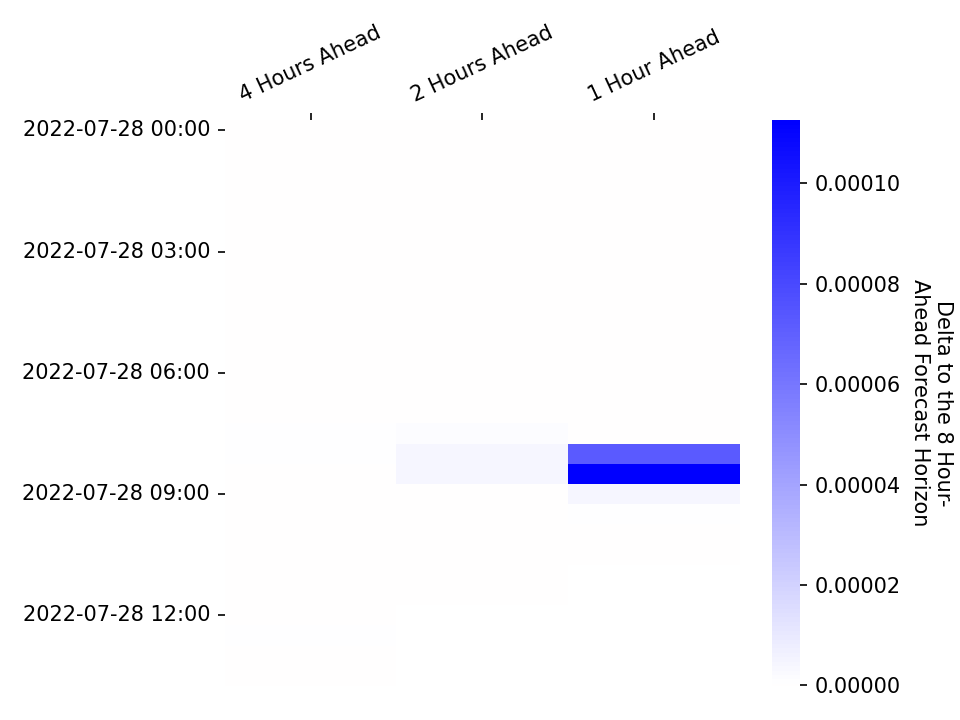 4 Hours Ahead
2 Hours Ahead
1 Hour Ahead
2022-07-28 00:00
2022-07-28 03:00
2022-07-28 06:00
2022-07-28 09:00
2022-07-28 12:00
0.00010
0.00008
0.00006
0.00004
0.00002
0.00000
Delta to the 8 Hour-
Ahead Forecast Horizon